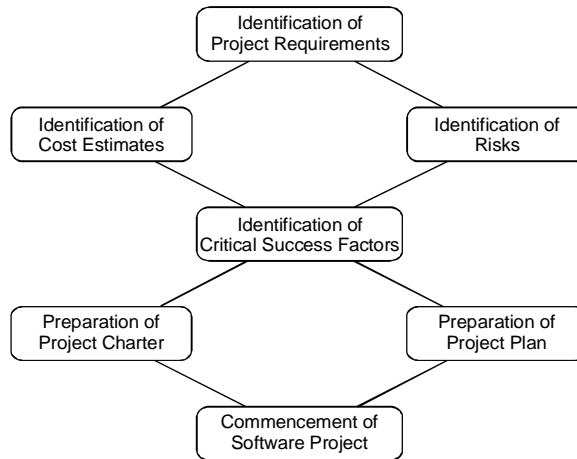 Identification of
Project Requirements
Identification of
Cost Estimates
Identification of
Risks
Identification of
Critical Success Factors
Preparation of
Project Charter
Preparation of
Project Plan
Commencement of
Software Project